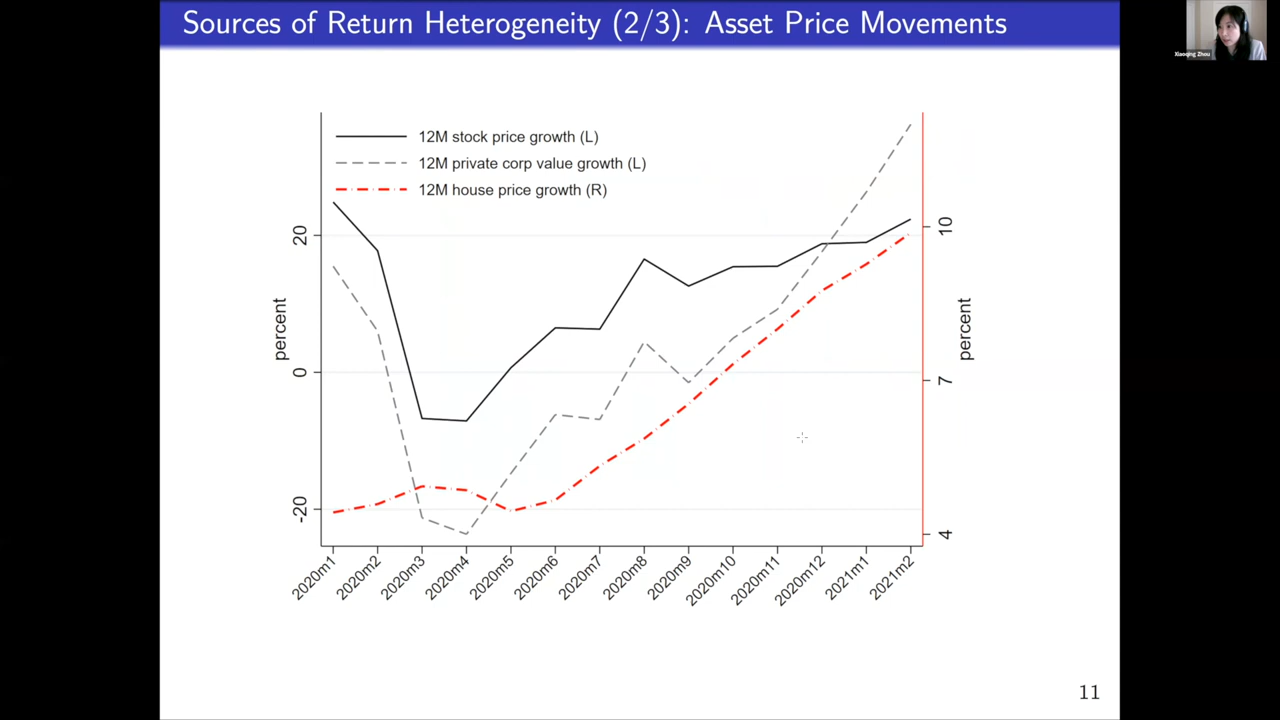 Sources of Return Heterogeneity (2/3): Asset Price Movements
Xiaoqing Zhou
12M stock price growth (L)
12M private corp value growth (L)
12M house price growth (R)
percent
20
0
-20
percent
10
7
4
2020m1
2020m2
2020m3
2020m4
2020m5
2020m6
2020m7
2020m8
2020m9
2020m10
2020m11
2020m12
2021m1
2021m2
11